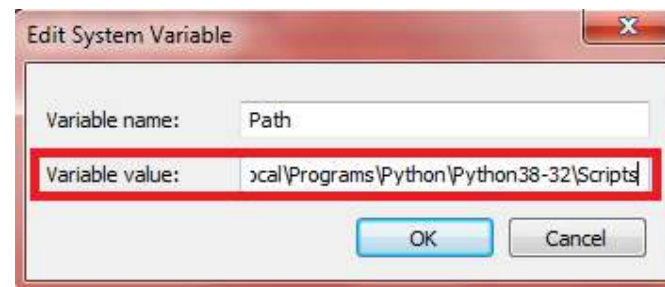 Edit System Variable
Variable name: Path
Variable value: ocal\Programs\Python\Python38-32\Scripts
OK Cancel